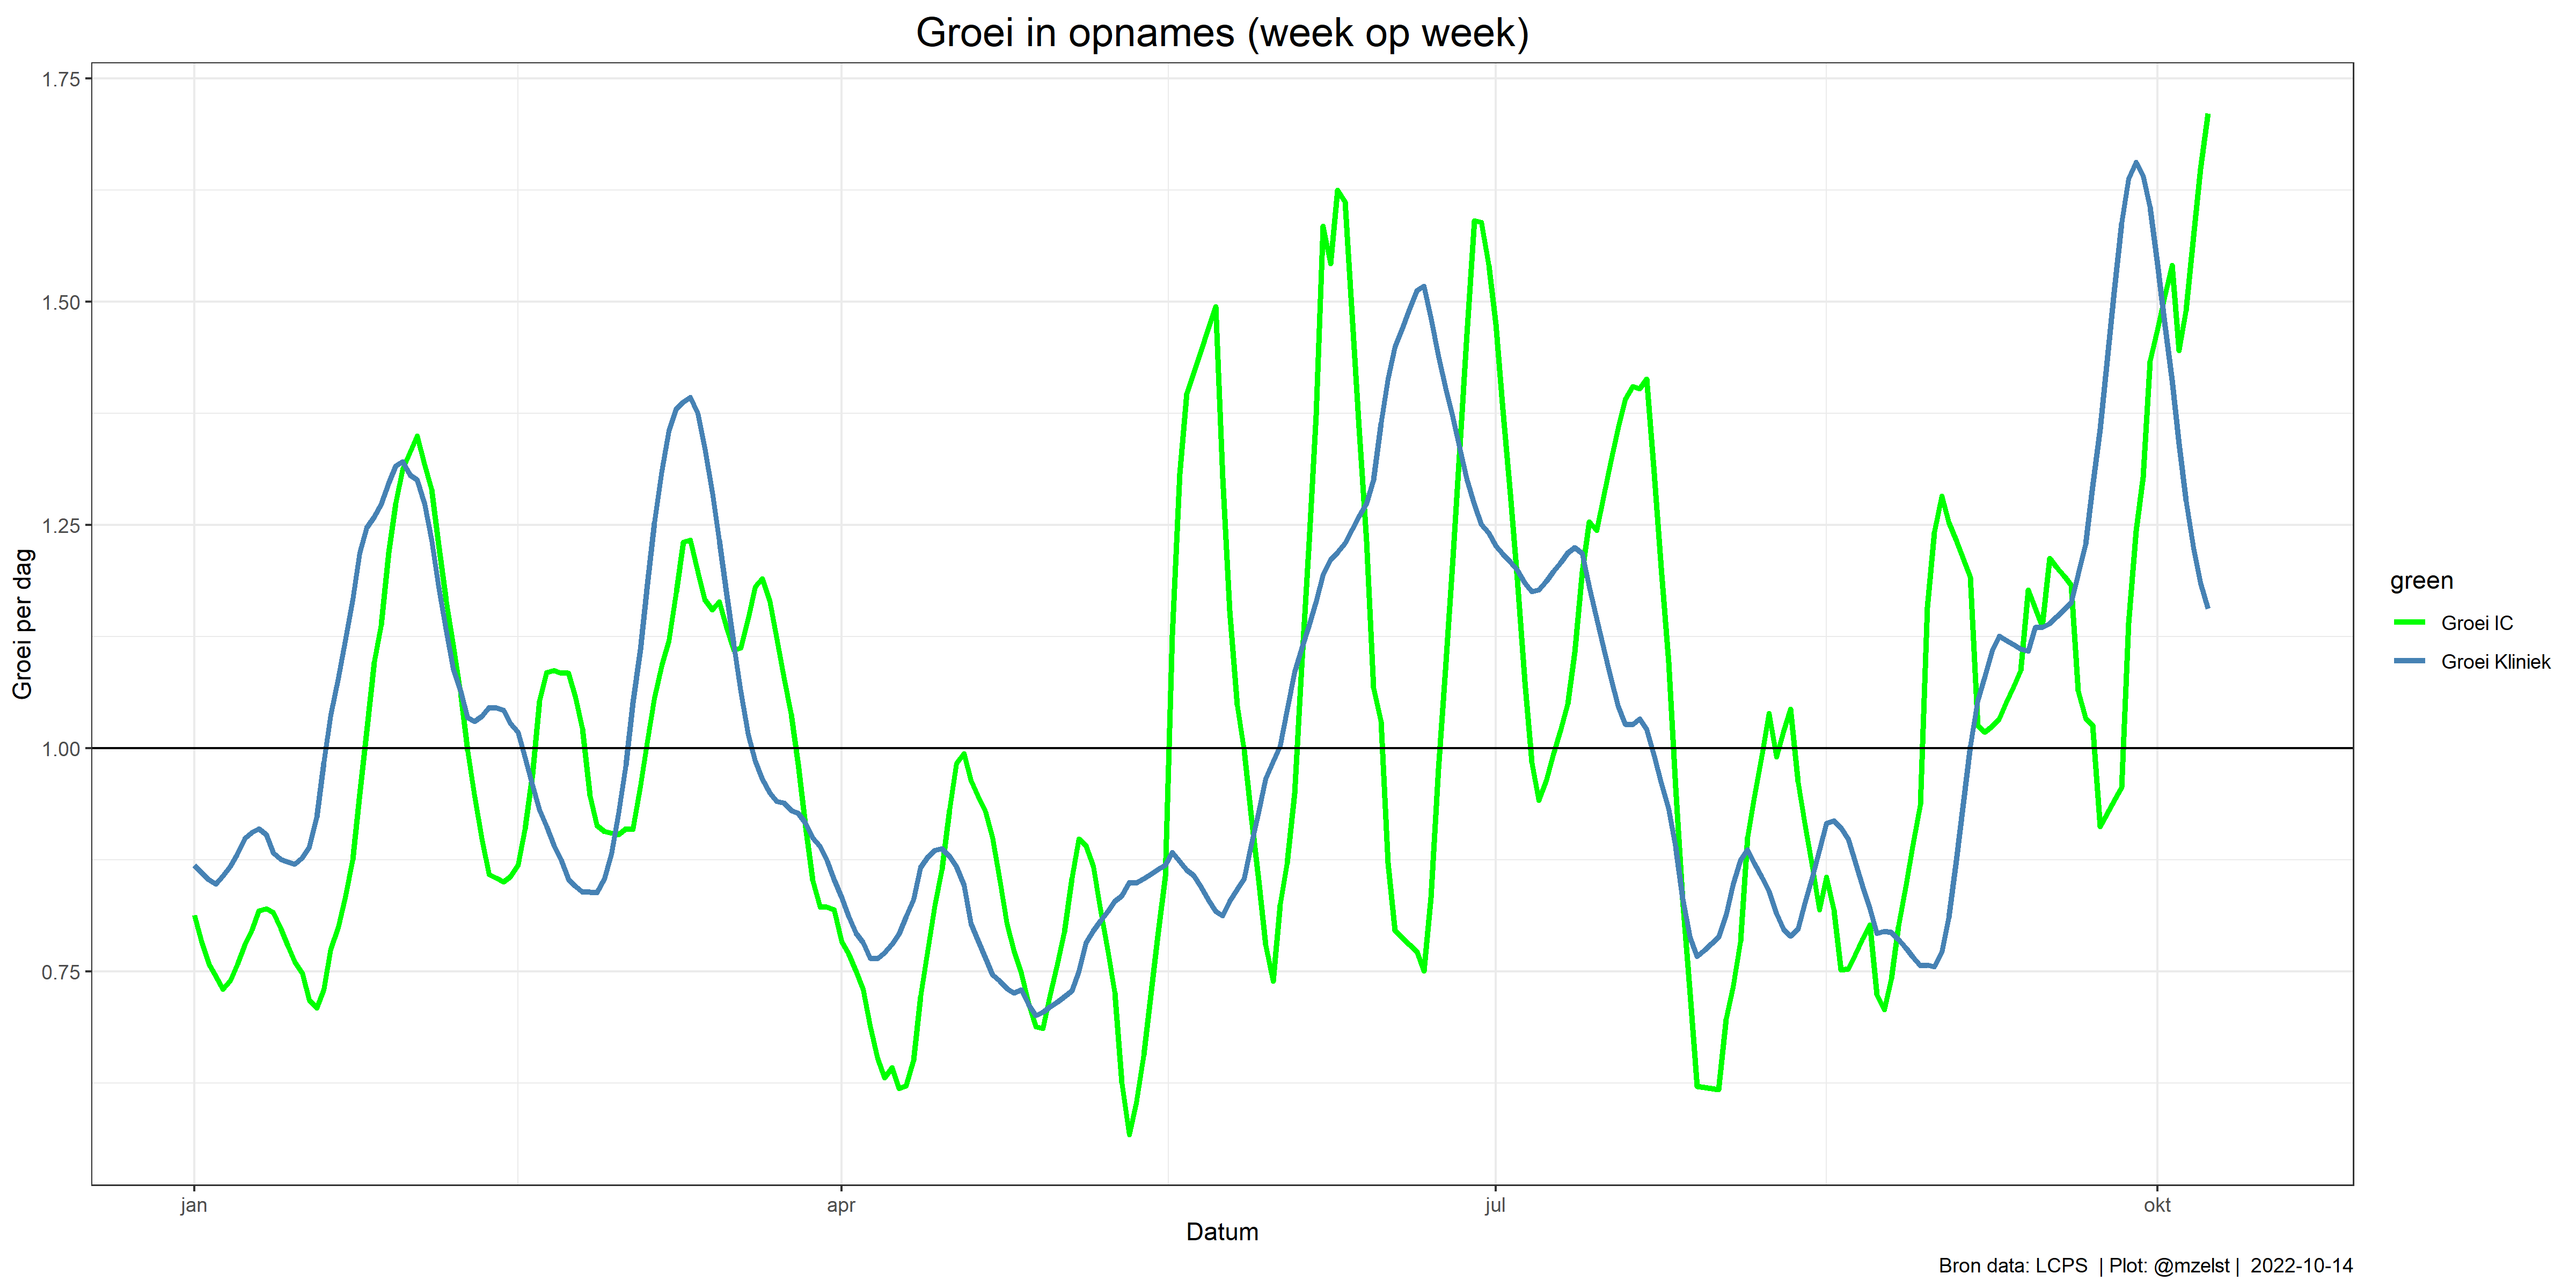 Groei in opnames (week op week)
1.75
1.50
1.25
1.00
0.75
Groei per dag
jan
apr
jul
okt
Datum
green
Groei IC
Groei Kliniek
Bron data: LCPS | Plot: @mzelst | 2022-10-14